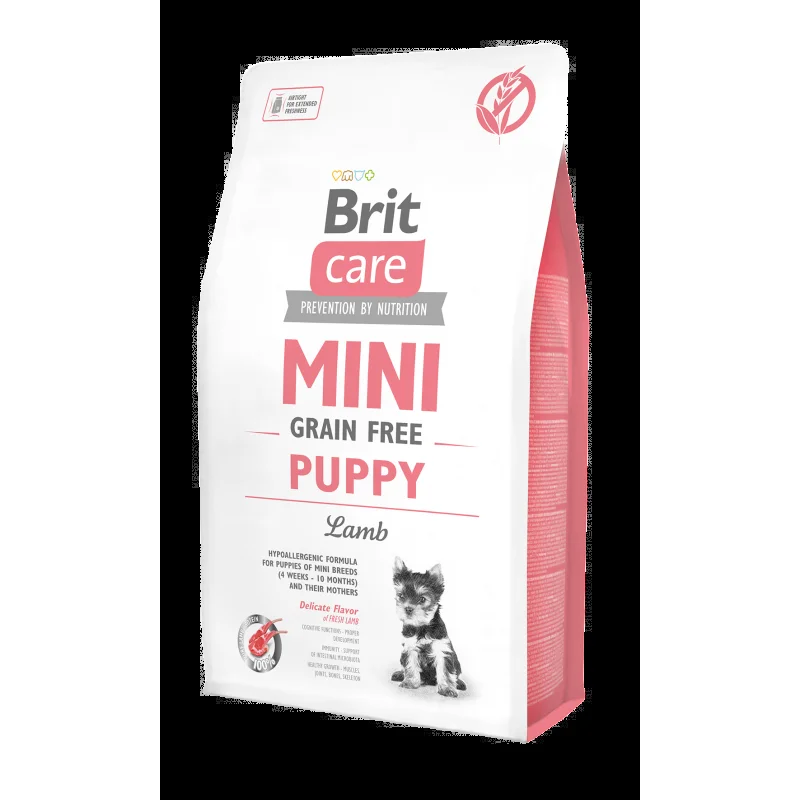 AIRTIGHT
FOR EXTENDED
FRESHNESS
Brit
care
PREVENTION BY NUTRITION
MINI
GRAIN FREE
PUPPY
Lamb
HYPOALLERGENIC FORMULA
FOR PUPPIES OF MINI BREEDS
(4 WEEKS - 10 MONTHS)
AND THEIR MOTHERS
Delicate Flavor
of FRESH LAMB
COGNITIVE FUNCTIONS - PROPER
DEVELOPMENT
IMMUNITY - SUPPORT
OF INTESTINAL MICROBIOTA
HEALTHY GROWTH - MUSCLES,
JOINTS, BONES, SKELETON
100%